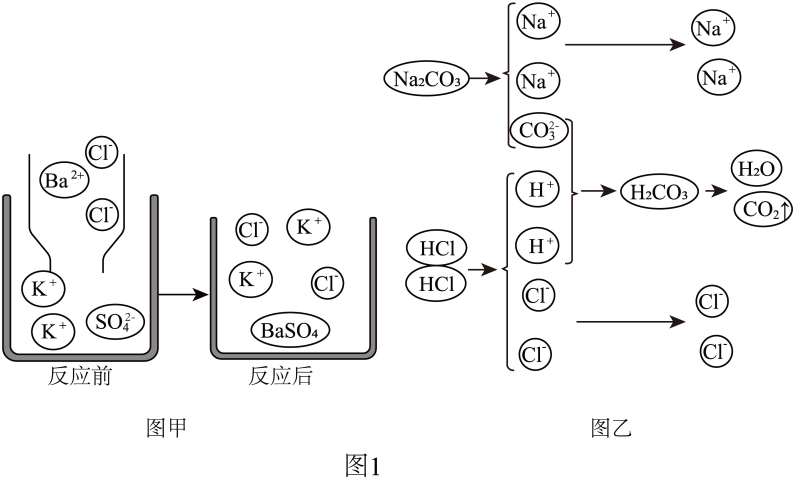 Cl⁻
Ba²⁺
Cl⁻
K⁺
K⁺
SO₄²⁻
反应前
Cl⁻
K⁺
K⁺
Cl⁻
BaSO₄
反应后
图甲
Na₂CO₃
Na⁺
Na⁺
CO₃²⁻
Na⁺
Na⁺
HCl
HCl
H⁺
H⁺
Cl⁻
Cl⁻
H₂CO₃
H₂O
CO₂↑
Cl⁻
Cl⁻
图乙
图1